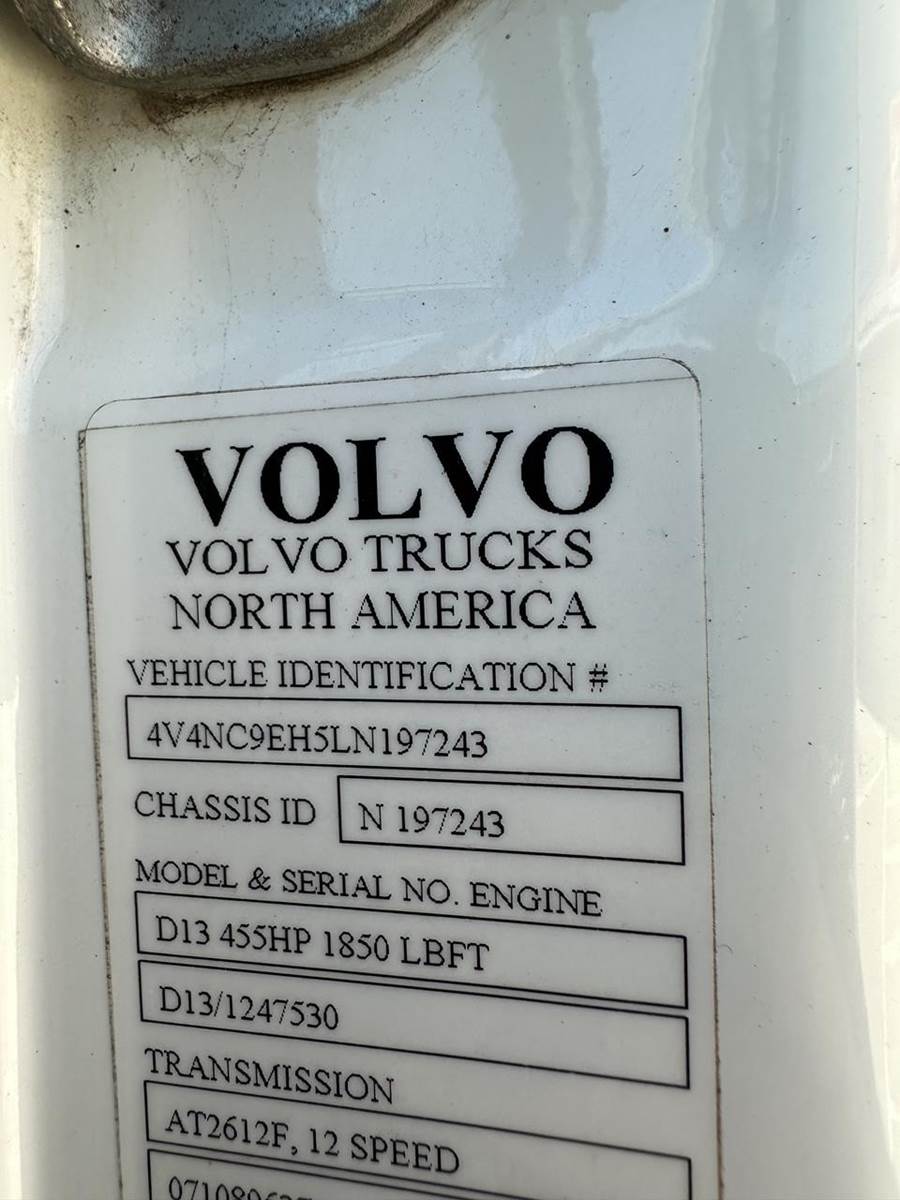 VOLVO
VOLVO TRUCKS
NORTH AMERICA
VEHICLE IDENTIFICATION #
4V4NC9EH5LN197243
CHASSIS ID N 197243
MODEL & SERIAL NO. ENGINE
D13 455HP 1850 LBFT
D13/1247530
TRANSMISSION
AT2612F, 12 SPEED